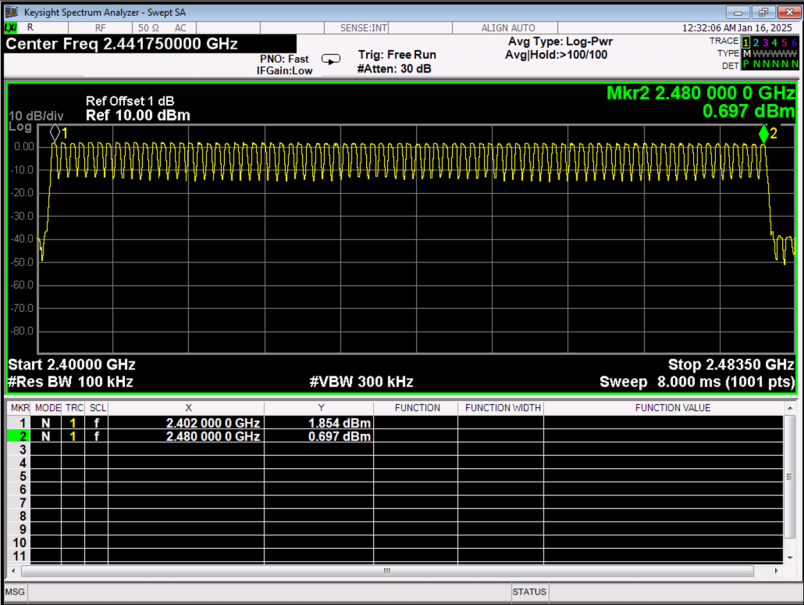 Keysight Spectrum Analyzer - Swept SA
LXI R RF 50 Ω AC SENSE:INT ALIGN AUTO 12:32:06 AM Jan 16, 2025
Center Freq 2.441750000 GHz
PNO: Fast
IFGain:Low
Trig: Free Run
#Atten: 30 dB
Avg Type: Log-Pwr
Avg|Hold:>100/100
TRACE 1 2 3 4 5 6
TYPE M W W W W W
DET P N N N N N
Mkr2 2.480 000 0 GHz
0.697 dBm
10 dB/div
Log
Ref Offset 1 dB
Ref 10.00 dBm
1
2
0.00
-10.0
-20.0
-30.0
-40.0
-50.0
-60.0
-70.0
-80.0
Start 2.40000 GHz
Stop 2.48350 GHz
#Res BW 100 kHz
#VBW 300 kHz
Sweep 8.000 ms (1001 pts)
MKR MODE TRC SCL X Y FUNCTION FUNCTION WIDTH FUNCTION VALUE
1 N 1 f 2.402 000 0 GHz 1.854 dBm
2 N 1 f 2.480 000 0 GHz 0.697 dBm
3
4
5
6
7
8
9
10
11
MSG
STATUS